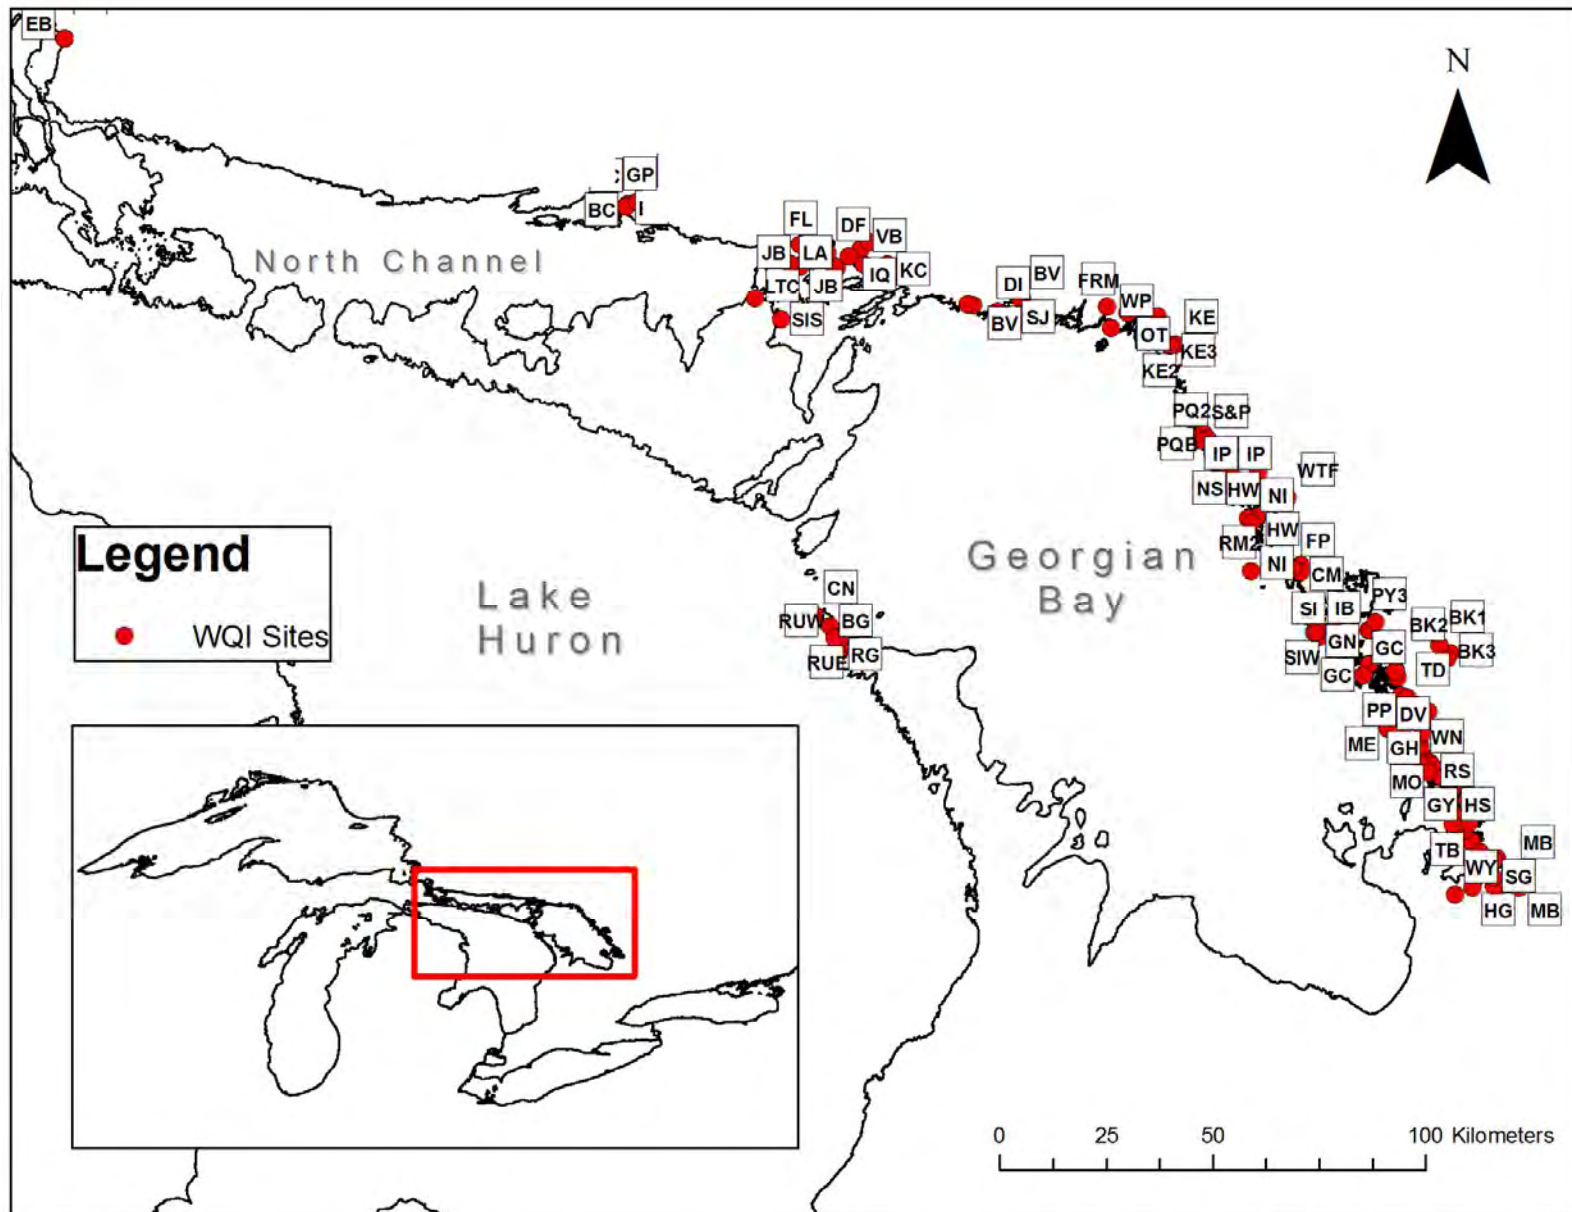 EB
N
GP
BC
I
FL
DF
VB
JB
LA
North Channel
LTC
JB
IQ
KC
SIS
DI
BV
FRM
WP
BV
SJ
OT
KE
KE2
KE3
PQ2
S&P
PQB
IP
IP
WTF
NS
HW
NI
RM2
HW
FP
NI
CM
Georgian
Bay
Legend
WQI Sites
Lake
Huron
CN
RUW
BG
RUE
RG
SI
IB
PY3
BK2
BK1
SIW
GN
GC
BK3
GC
TD
PP
DV
ME
GH
WN
MO
RS
GY
HS
TB
MB
WY
SG
HG
MB
0 25 50 100 Kilometers